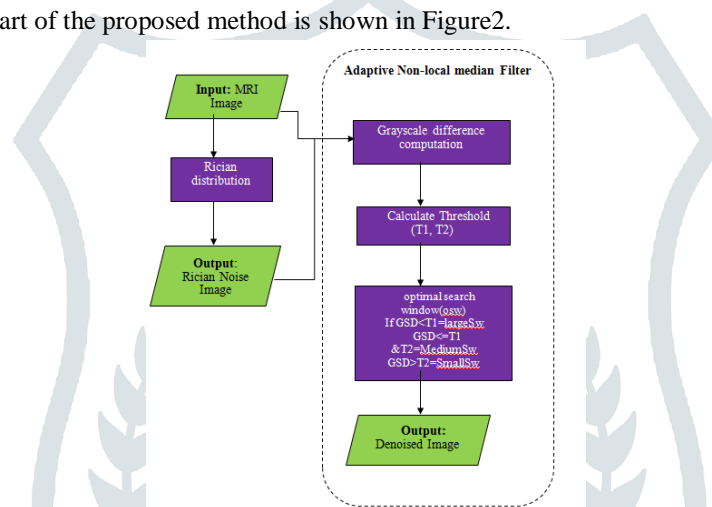 art of the proposed method is shown in Figure2.
Adaptive Non-local median Filter
Input: MRI
Image
Grayscale difference
computation
Rician
distribution
Calculate Threshold
(T1, T2)
Output:
Rician Noise
Image
optimal search
window(osw)
If GSD<T1=largeSw
GSD<=T1
&T2=MediumSw
GSD>T2=SmallSw
Output:
Denoised Image